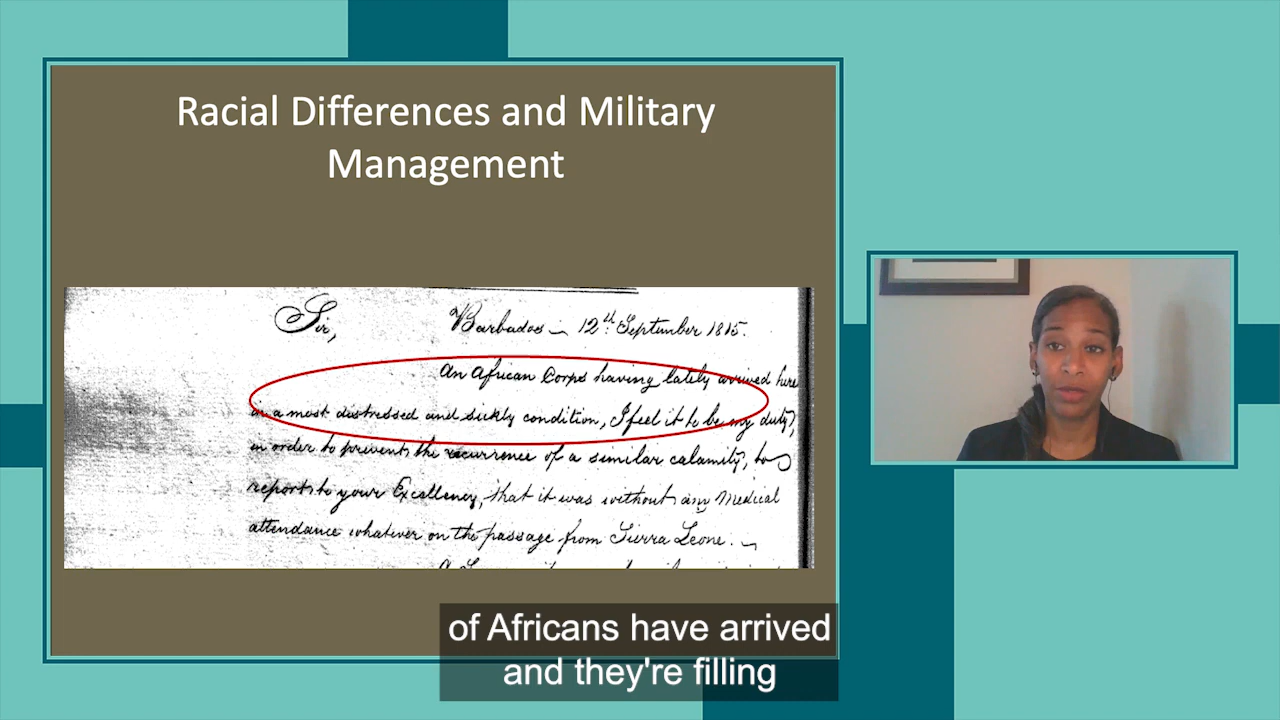 Racial Differences and Military
Management
Sir,
Barbados 12th September 1815.
An African Corps having lately arrived here
in a most distressed and sickly condition, I feel it to be my duty,
in order to prevent the recurrence of a similar calamity, to
report to your Excellency, that it was without any Medical
attendance whatever on the passage from Sierra Leone.
of Africans have arrived
and they're filling